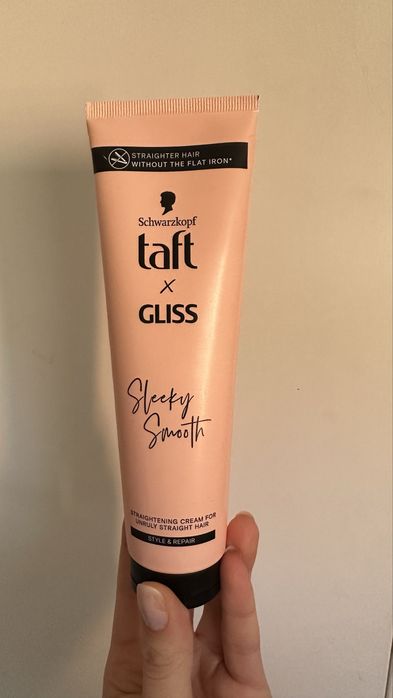 STRAIGHTER HAIR
WITHOUT THE FLAT IRON*
Schwarzkopf
taft
X
GLISS
Sleeky
Smooth
STRAIGHTENING CREAM FOR
UNRULY STRAIGHT HAIR
STYLE & REPAIR